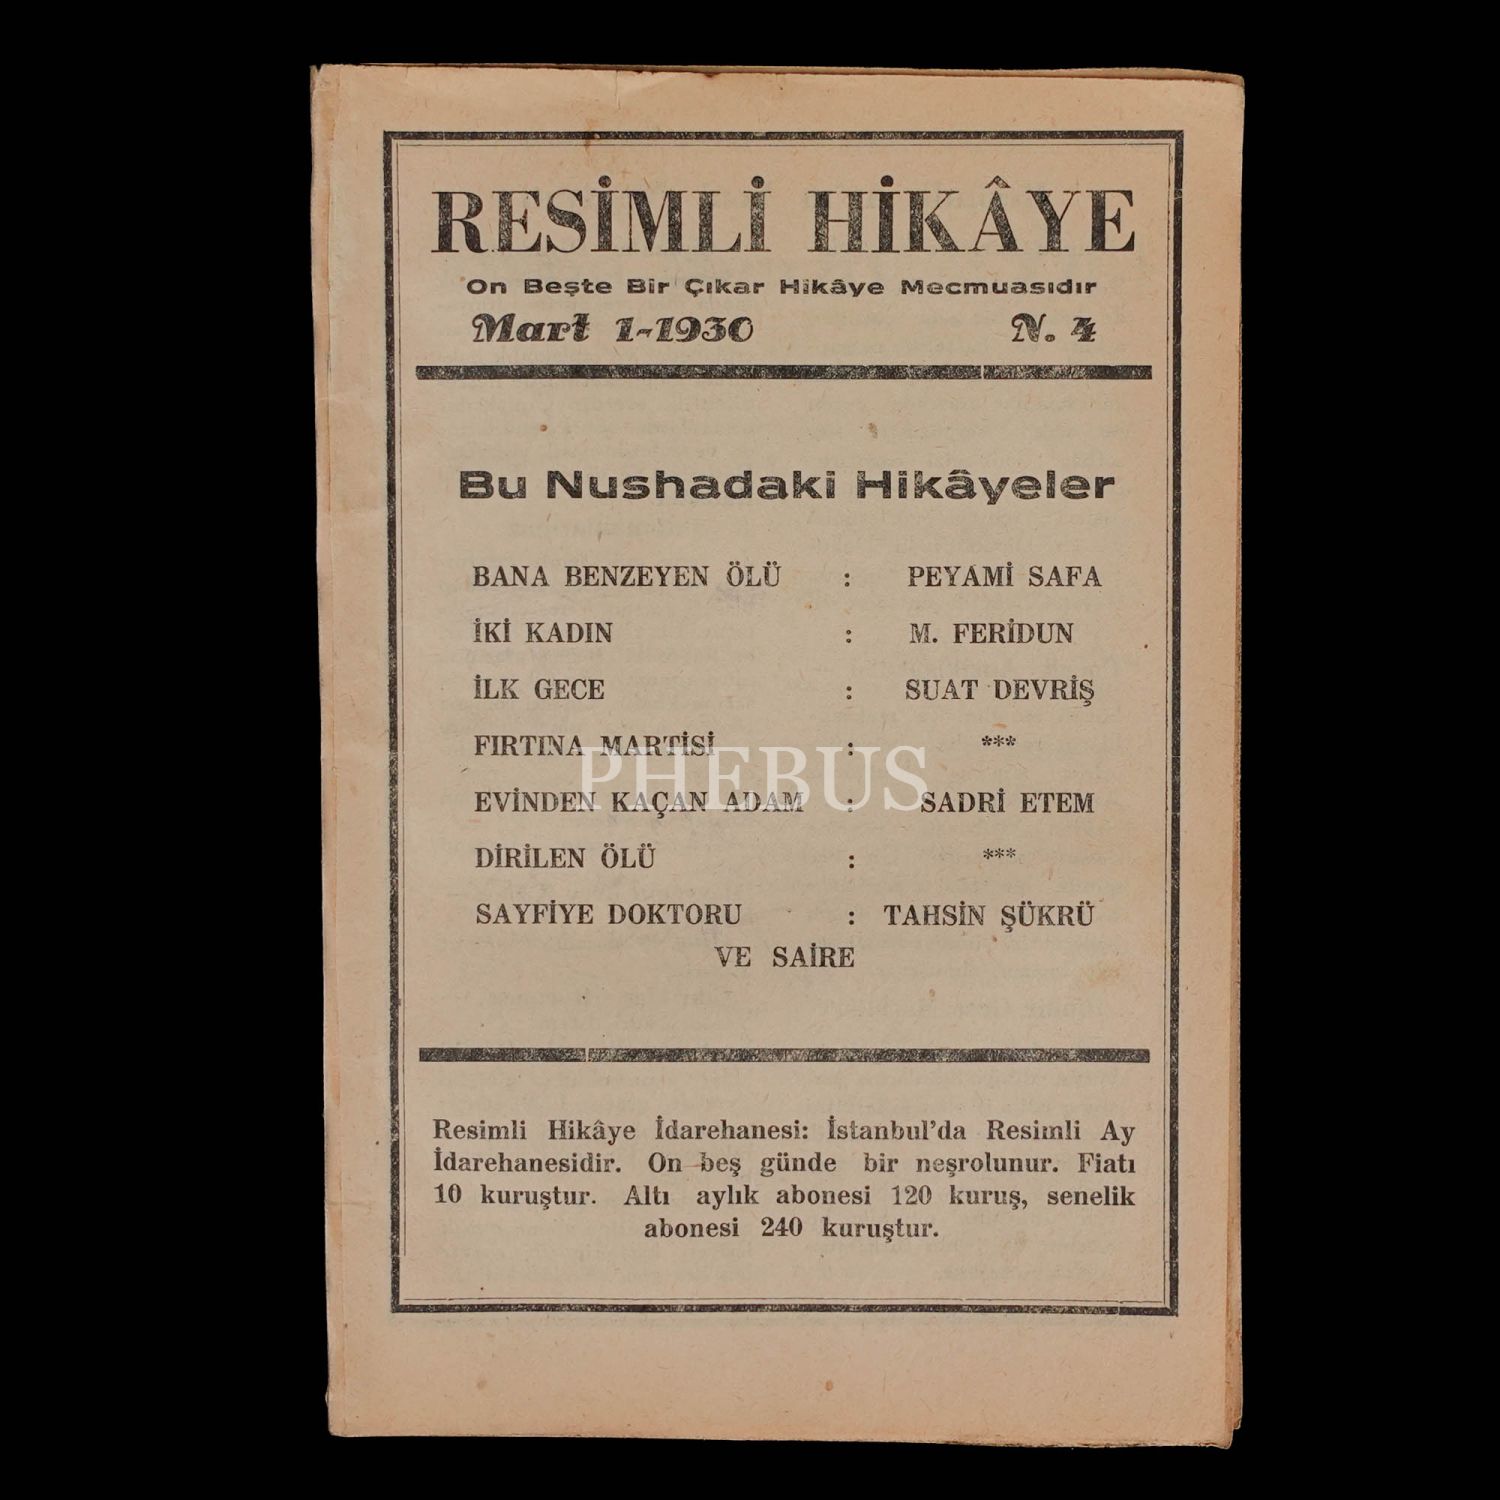 RESİMLİ HİKÂYE
On Beşte Bir Çıkar Hikâye Mecmuasıdır
Mart 1-1930 N. 4
Bu Nushadaki Hikâyeler
BANA BENZEYEN ÖLÜ : PEYAMİ SAFA
İKİ KADIN : M. FERİDUN
İLK GECE : SUAT DEVRİŞ
FIRTINA MARTİSİ : ***
PHEBUS
EVİNDEN KAÇAN ADAM : SADRİ ETEM
DİRİLEN ÖLÜ : ***
SAYFİYE DOKTORU : TAHSİN ŞÜKRÜ
VE SAİRE
Resimli Hikâye İdarehanesi: İstanbul'da Resimli Ay
İdarehanesidir. On beş günde bir neşrolunur. Fiatı
10 kuruştur. Altı aylık abonesi 120 kuruş, senelik
abonesi 240 kuruştur.